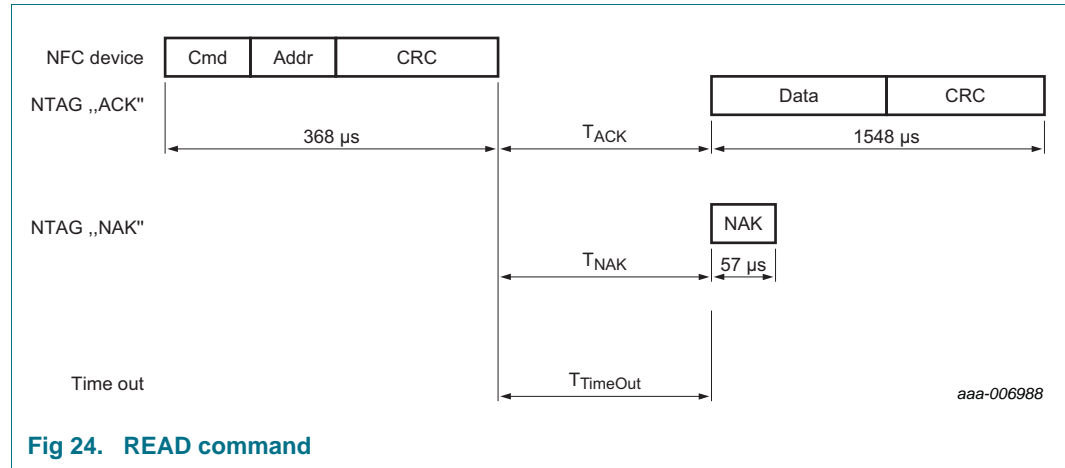 NFC device Cmd Addr CRC
NTAG ,,ACK" Data CRC
368 µs TACK 1548 µs
NTAG ,,NAK" NAK
TNAK 57 µs
Time out TTimeOut aaa-006988
Fig 24. READ command